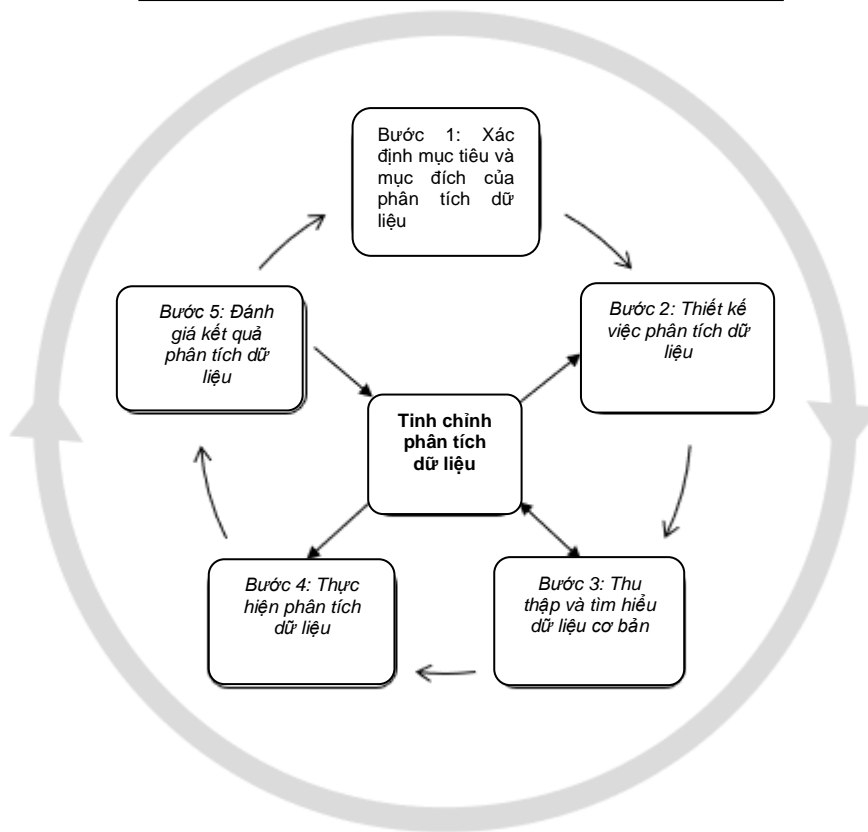 Bước 1: Xác
định mục tiêu và
mục đích của
phân tích dữ
liệu
Bước 5: Đánh
giá kết quả
phân tích dữ
liệu
Bước 2: Thiết kế
việc phân tích dữ
liệu
Tinh chỉnh
phân tích
dữ liệu
Bước 4: Thực
hiện phân tích
dữ liệu
Bước 3: Thu
thập và tìm hiểu
dữ liệu cơ bản